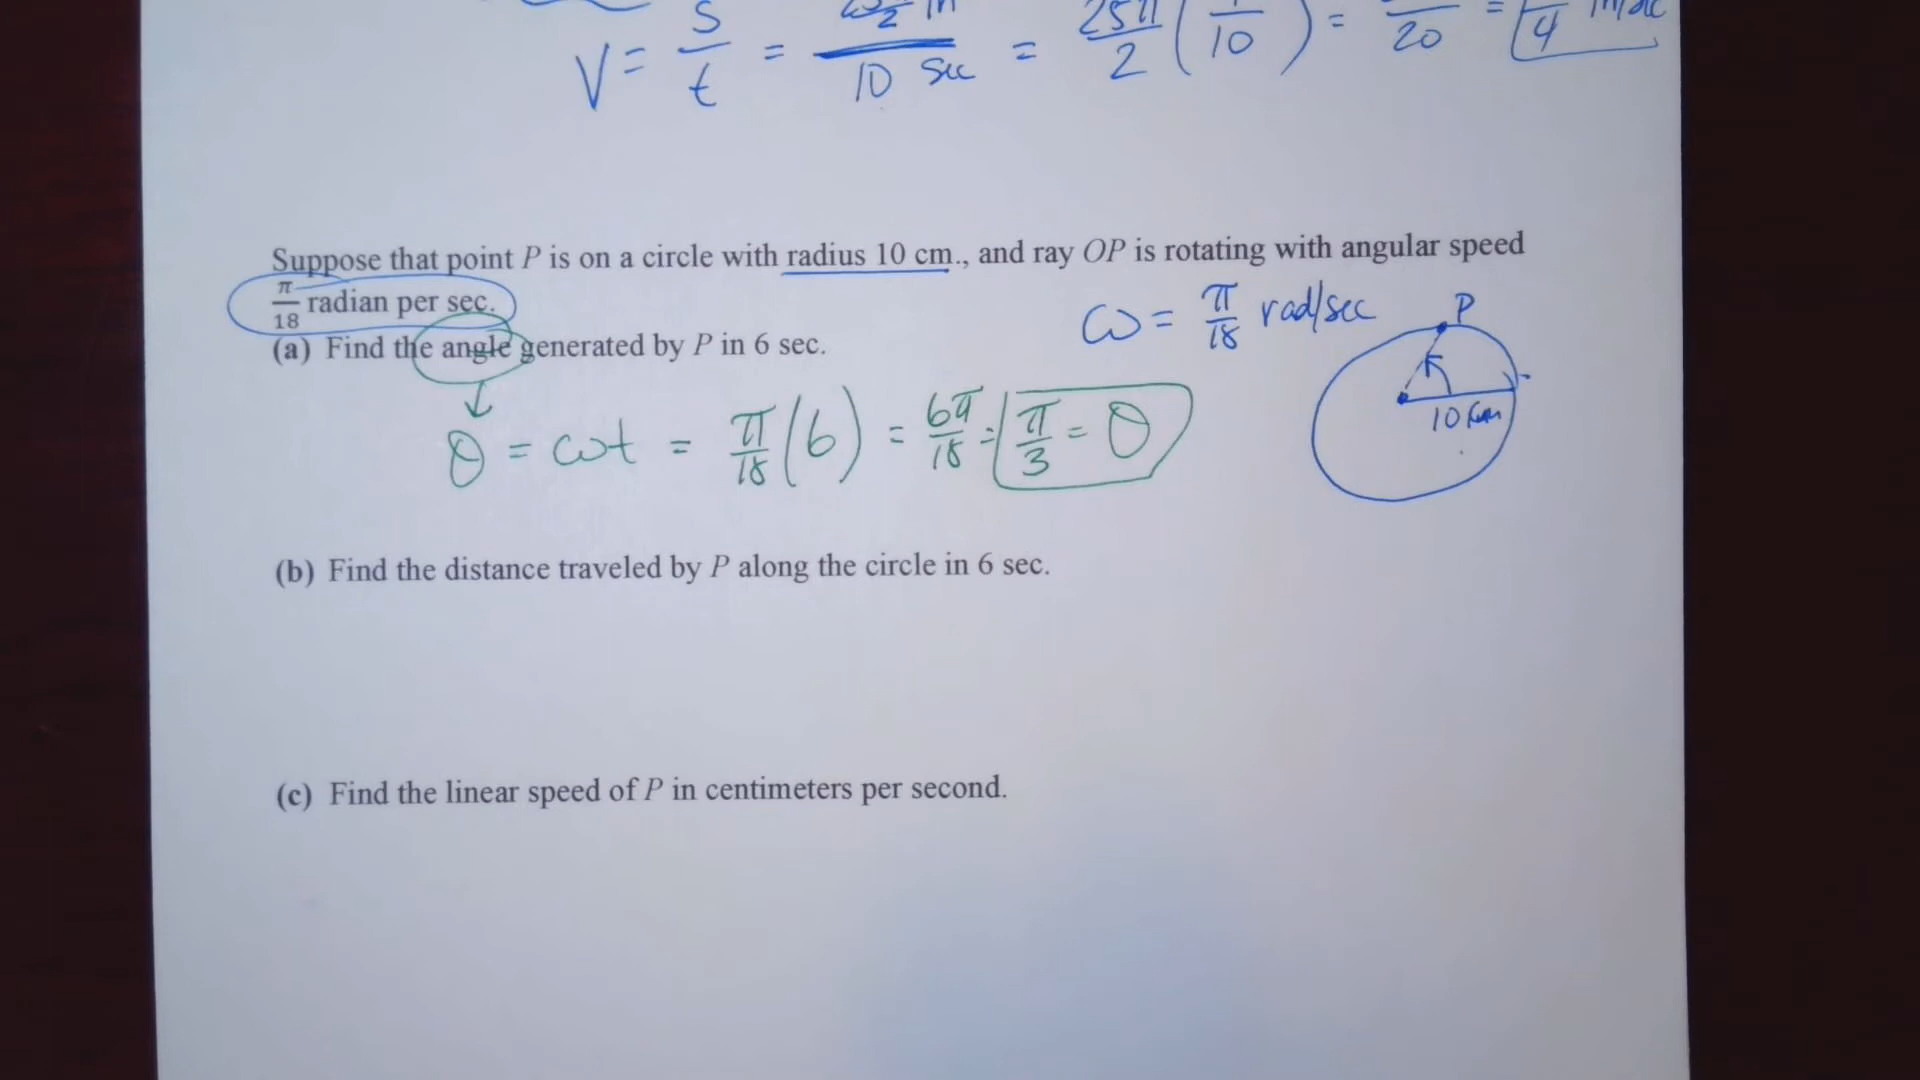 V = s/t = in/10 sec = 25π/2 (1/10) = /20 = /4 in/sec
Suppose that point P is on a circle with radius 10 cm., and ray OP is rotating with angular speed
π/18 radian per sec.
ω = π/18 rad/sec
P
(a) Find the angle generated by P in 6 sec.
10 cm
θ = ωt = π/18 (6) = 6π/18 = π/3 = θ
(b) Find the distance traveled by P along the circle in 6 sec.
(c) Find the linear speed of P in centimeters per second.